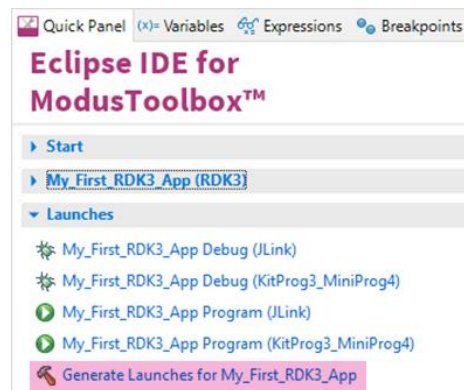 Quick Panel (x)= Variables Expressions Breakpoints
Eclipse IDE for
ModusToolbox™
Start
My_First_RDK3_App (RDK3)
Launches
My_First_RDK3_App Debug (JLink)
My_First_RDK3_App Debug (KitProg3_MiniProg4)
My_First_RDK3_App Program (JLink)
My_First_RDK3_App Program (KitProg3_MiniProg4)
Generate Launches for My_First_RDK3_App